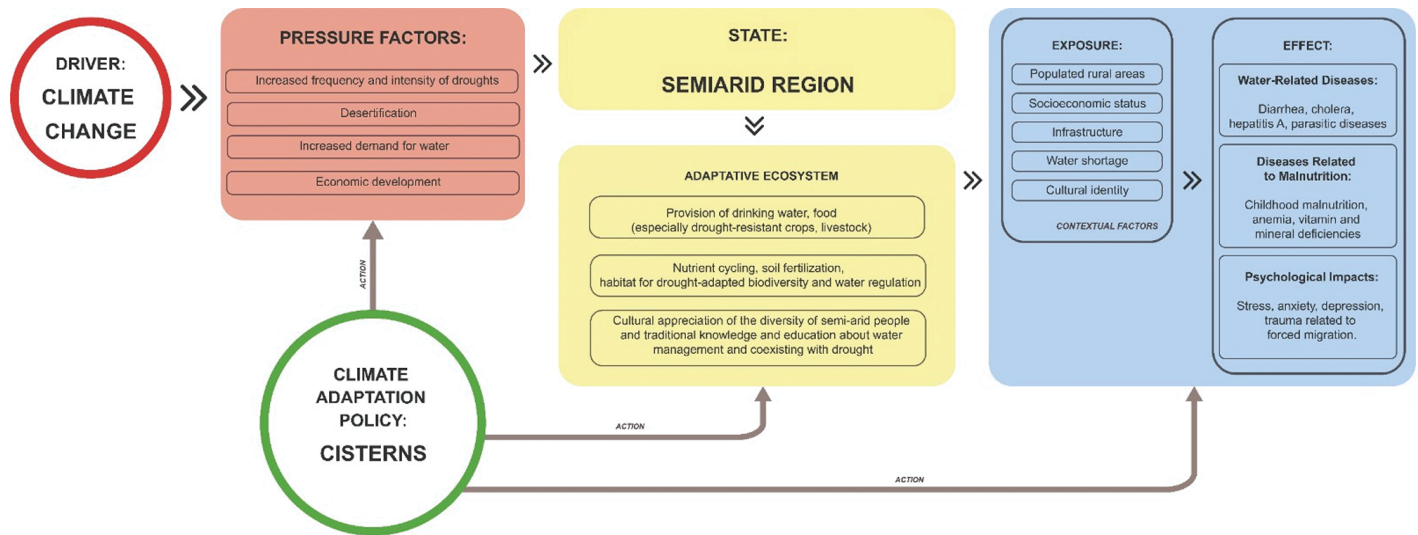 DRIVER:
CLIMATE
CHANGE
PRESSURE FACTORS:
Increased frequency and intensity of droughts
Desertification
Increased demand for water
Economic development
STATE:
SEMIARID REGION
ADAPTATIVE ECOSYSTEM
Provision of drinking water, food
(especially drought-resistant crops, livestock)
Nutrient cycling, soil fertilization,
habitat for drought-adapted biodiversity and water regulation
Cultural appreciation of the diversity of semi-arid people
and traditional knowledge and education about water
management and coexisting with drought
EXPOSURE:
Populated rural areas
Socioeconomic status
Infrastructure
Water shortage
Cultural identity
CONTEXTUAL FACTORS
EFFECT:
Water-Related Diseases:
Diarrhea, cholera,
hepatitis A, parasitic diseases
Diseases Related
to Malnutrition:
Childhood malnutrition,
anemia, vitamin and
mineral deficiencies
Psychological Impacts:
Stress, anxiety, depression,
trauma related to
forced migration.
ACTION
CLIMATE
ADAPTATION
POLICY:
CISTERNS
ACTION
ACTION